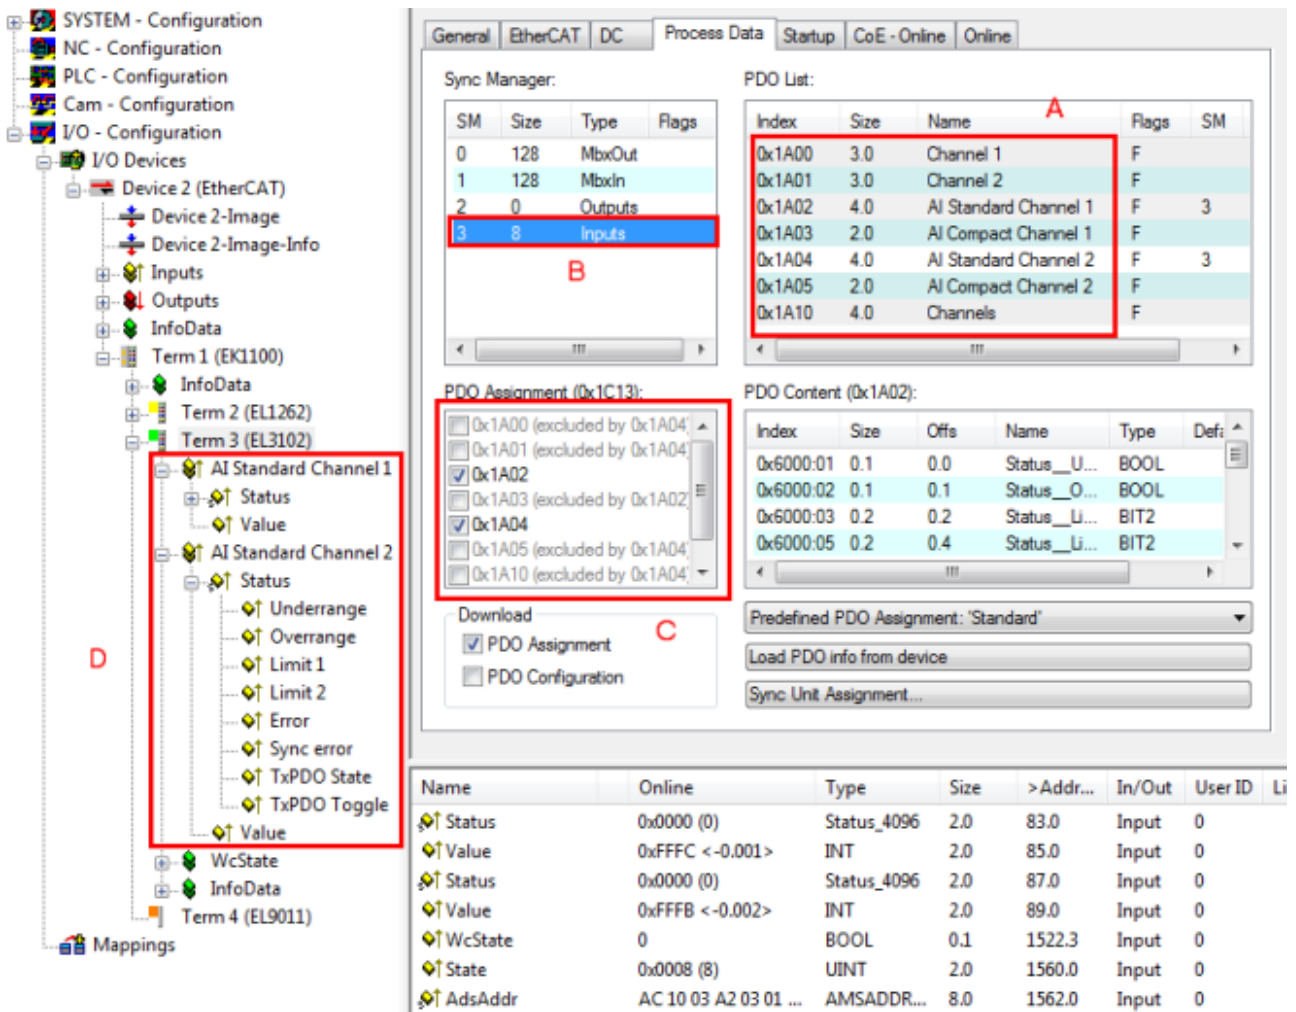 SYSTEM - Configuration
NC - Configuration
PLC - Configuration
Cam - Configuration
I/O - Configuration
I/O Devices
Device 2 (EtherCAT)
Device 2-Image
Device 2-Image-Info
Inputs
Outputs
InfoData
Term 1 (EK1100)
InfoData
Term 2 (EL1262)
Term 3 (EL3102)
AI Standard Channel 1
Status
Value
AI Standard Channel 2
Status
Underrange
Overrange
Limit 1
Limit 2
Error
Sync error
TxPDO State
TxPDO Toggle
Value
WcState
InfoData
Term 4 (EL9011)
Mappings
D
General EtherCAT DC Process Data Startup CoE - Online Online
Sync Manager:
SM Size Type Flags
0 128 MbxOut
1 128 MbxIn
2 0 Outputs
3 8 Inputs
B
PDO List:
A
Index Size Name Flags SM
0x1A00 3.0 Channel 1 F
0x1A01 3.0 Channel 2 F
0x1A02 4.0 AI Standard Channel 1 F 3
0x1A03 2.0 AI Compact Channel 1 F
0x1A04 4.0 AI Standard Channel 2 F 3
0x1A05 2.0 AI Compact Channel 2 F
0x1A10 4.0 Channels F
PDO Assignment (0x1C13):
0x1A00 (excluded by 0x1A04)
0x1A01 (excluded by 0x1A04)
0x1A02
0x1A03 (excluded by 0x1A02)
0x1A04
0x1A05 (excluded by 0x1A04)
0x1A10 (excluded by 0x1A04)
C
PDO Content (0x1A02):
Index Size Offs Name Type Defa
0x6000:01 0.1 0.0 Status__U... BOOL
0x6000:02 0.1 0.1 Status__O... BOOL
0x6000:03 0.2 0.2 Status__Li... BIT2
0x6000:05 0.2 0.4 Status__Li... BIT2
Download
PDO Assignment
PDO Configuration
Predefined PDO Assignment: 'Standard'
Load PDO info from device
Sync Unit Assignment...
Name Online Type Size >Addr... In/Out User ID Li
Status 0x0000 (0) Status_4096 2.0 83.0 Input 0
Value 0xFFFC <-0.001> INT 2.0 85.0 Input 0
Status 0x0000 (0) Status_4096 2.0 87.0 Input 0
Value 0xFFFB <-0.002> INT 2.0 89.0 Input 0
WcState 0 BOOL 0.1 1522.3 Input 0
State 0x0008 (8) UINT 2.0 1560.0 Input 0
AdsAddr AC 10 03 A2 03 01 ... AMSADDR... 8.0 1562.0 Input 0